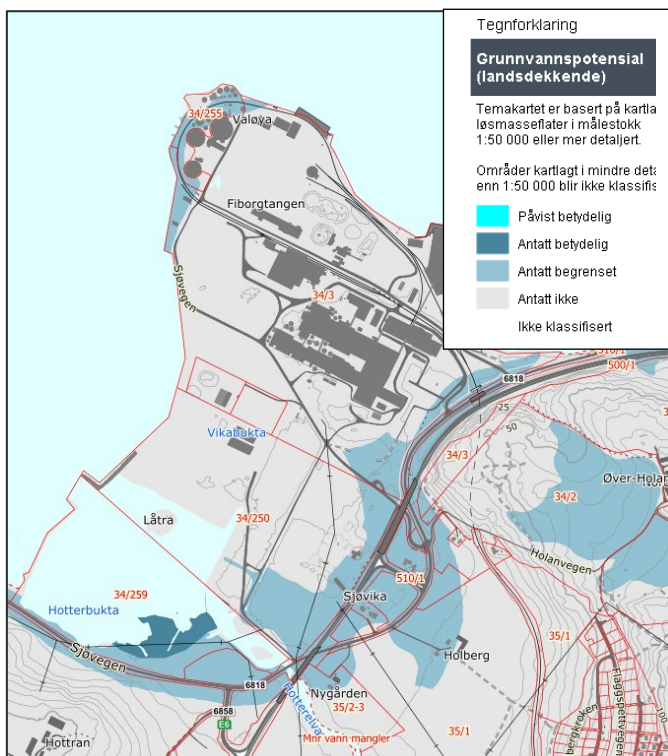 Tegnforklaring
Grunnvannspotensial
(landsdekkende)
Temakartet er basert på kartla
løsmasseflater i målestokk
1:50 000 eller mer detaljert.
Områder kartlagt i mindre deta
enn 1:50 000 blir ikke klassifis
Påvist betydelig
Antatt betydelig
Antatt begrenset
Antatt ikke
Ikke klassifisert
34/255
Valøya
Fiborgtangen
Sjøvegen
34/3
510/1
6818
500/1
25
50
34/3
Vikabukta
34/2
Øver-Holan
Låtra
34/250
Holanvegen
34/259
510/1
Hotterbukta
Sjøvika
35/1
Sjøvegen
Holberg
6818
Hotterelva
Nygården
35/2-3
6858
E6
Mnr vann mangler
35/1
Flaggspettvegen
bergkroken
100
Hottran